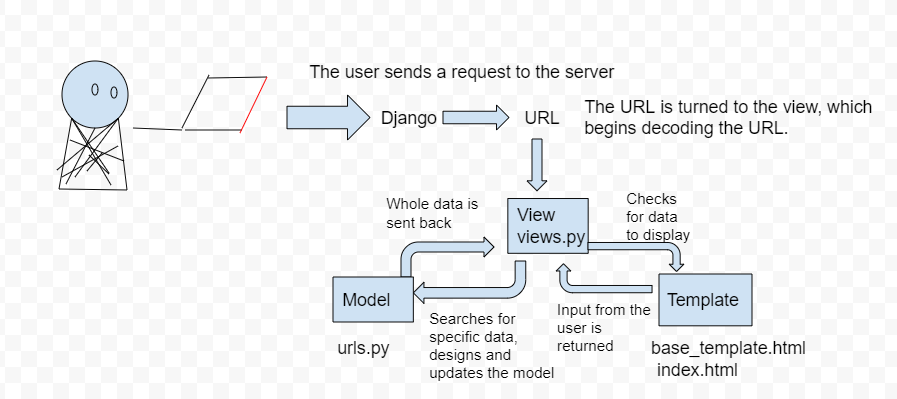 The user sends a request to the server
Django
URL
The URL is turned to the view, which
begins decoding the URL.
Whole data is
sent back
View
views.py
Checks
for data
to display
Model
urls.py
Searches for
specific data,
designs and
updates the model
Input from the
user is
returned
Template
base_template.html
index.html